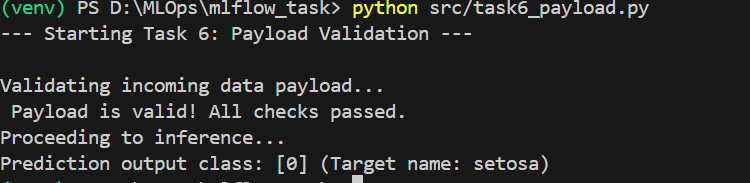 (venv) PS D:\MLOps\mlflow_task> python src/task6_payload.py
--- Starting Task 6: Payload Validation ---
Validating incoming data payload...
 Payload is valid! All checks passed.
Proceeding to inference...
Prediction output class: [0] (Target name: setosa)